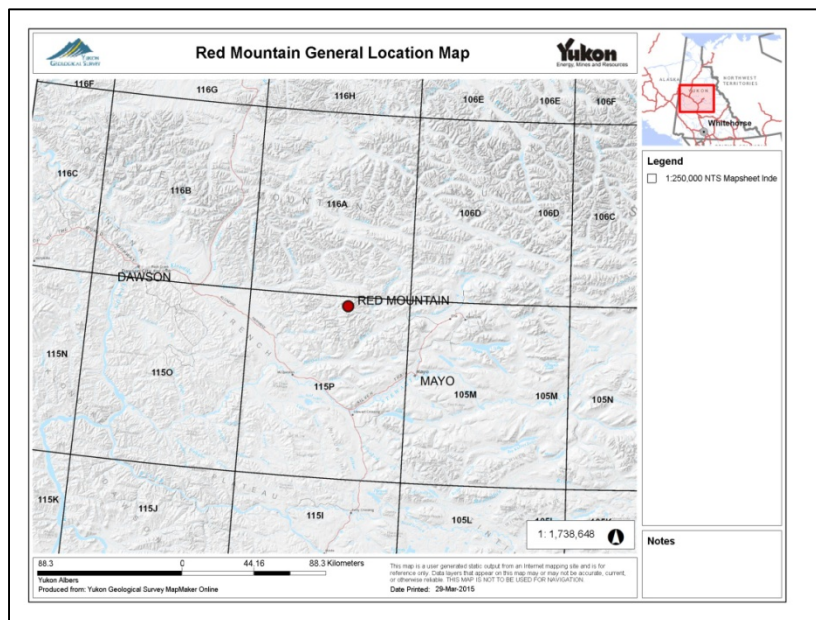 YUKON
GEOLOGICAL SURVEY
Red Mountain General Location Map
Yukon
Energy, Mines and Resources
116F
116G
116H
106E
106E
106F
116C
116B
116A
106D
106D
106C
MOUNTAIN
DAWSON
RED MOUNTAIN
TRENCH
115N
115O
115P
MAYO
105M
105M
105N
PLATEAU
115K
115J
115I
105L
1: 1,738,648
ALASKA
YUKON
NORTHWEST
TERRITORIES
Whitehorse
Legend
1:250,000 NTS Mapsheet Inde
Notes
88.3
0
44.16
88.3 Kilometers
Yukon Albers
Produced from: Yukon Geological Survey MapMaker Online
This map is a user generated static output from an Internet mapping site and is for
reference only. Data layers that appear on this map may or may not be accurate, current,
or otherwise reliable. THIS MAP IS NOT TO BE USED FOR NAVIGATION
Date Printed: 29-Mar-2015